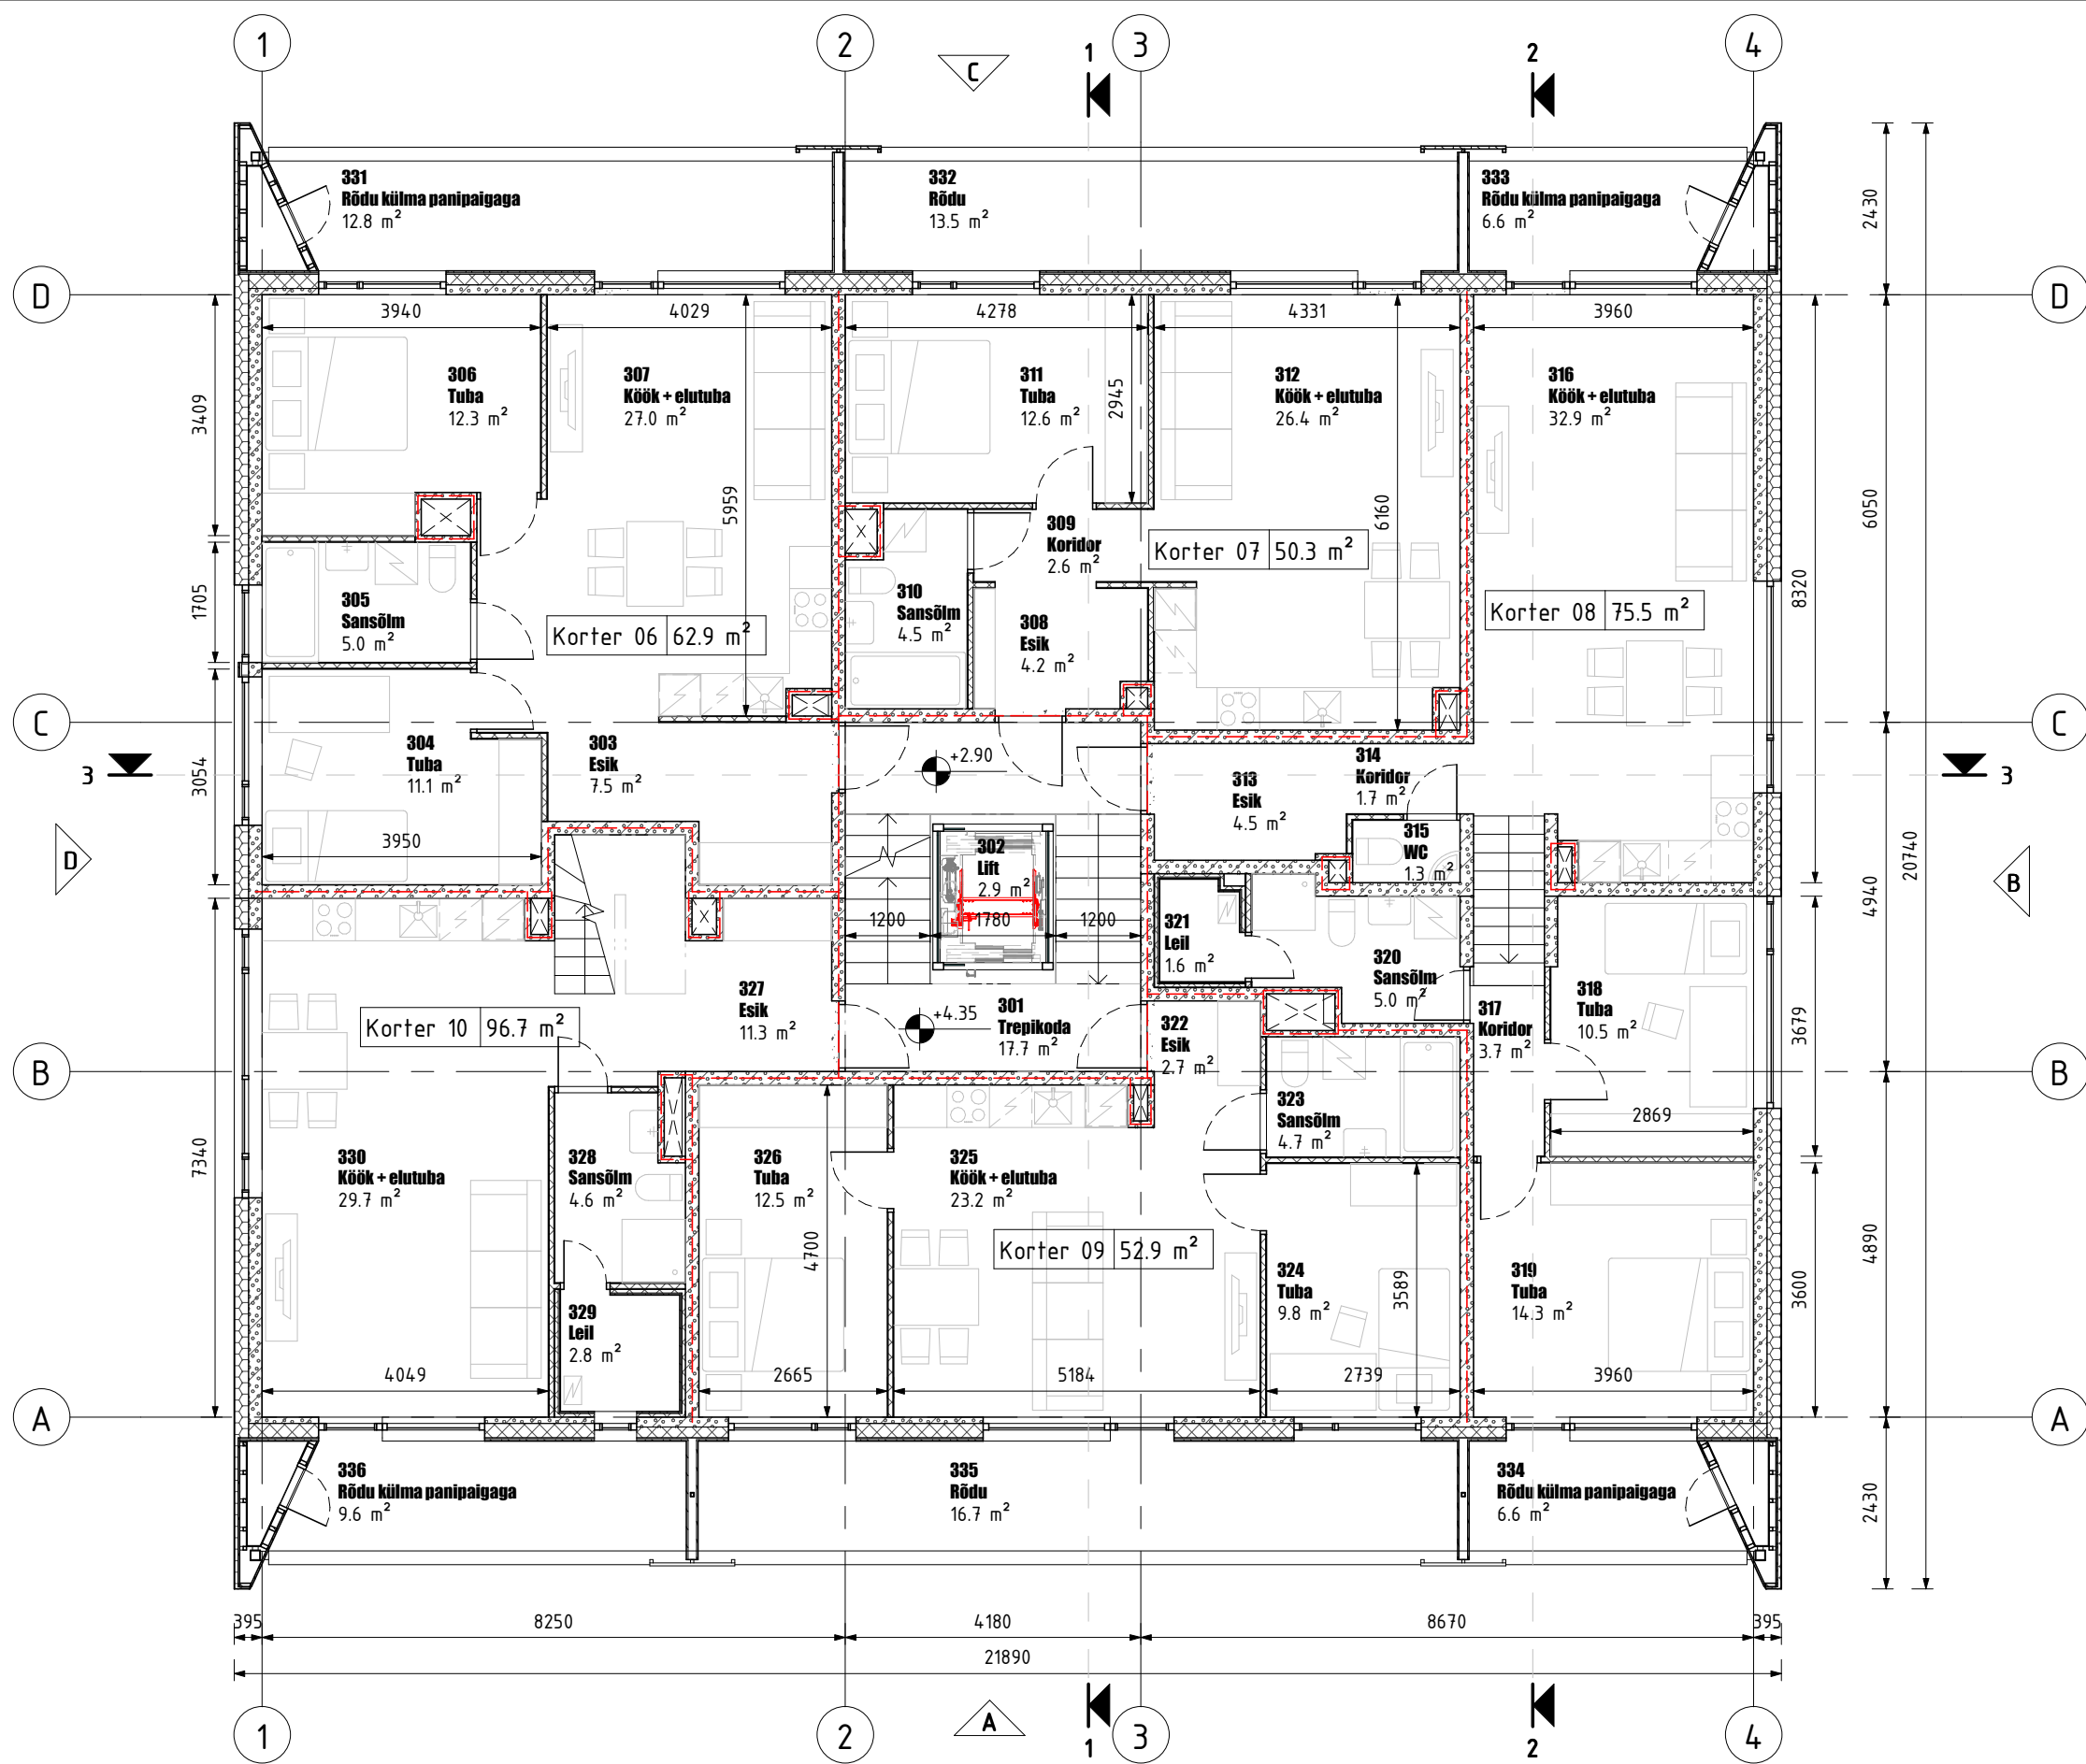 1
2
3
4
C
1
2
331
Rõdu külma panipaigaga
12.8 m²
332
Rõdu
13.5 m²
333
Rõdu külma panipaigaga
6.6 m²
2430
D
D
3940
4029
4278
4331
3960
306
Tuba
12.3 m²
307
Köök + elutuba
27.0 m²
311
Tuba
12.6 m²
2945
312
Köök + elutuba
26.4 m²
316
Köök + elutuba
32.9 m²
3409
5959
6160
6050
309
Koridor
2.6 m²
Korter 07 50.3 m²
305
Sansõlm
5.0 m²
1705
310
Sansõlm
4.5 m²
8320
Korter 06 62.9 m²
308
Esik
4.2 m²
Korter 08 75.5 m²
C
C
304
Tuba
11.1 m²
303
Esik
7.5 m²
+2.90
313
Esik
4.5 m²
314
Koridor
1.7 m²
3
3
3054
315
WC
1.3 m²
3950
302
Lift
2.9 m²
D
B
20740
1200
1780
1200
4940
321
Leil
1.6 m²
320
Sansõlm
5.0 m²
318
Tuba
10.5 m²
327
Esik
11.3 m²
Korter 10 96.7 m²
+4.35
301
Trepikoda
17.7 m²
322
Esik
2.7 m²
317
Koridor
3.7 m²
3679
B
B
323
Sansõlm
4.7 m²
2869
7340
330
Köök + elutuba
29.7 m²
328
Sansõlm
4.6 m²
326
Tuba
12.5 m²
325
Köök + elutuba
23.2 m²
4700
Korter 09 52.9 m²
4890
324
Tuba
9.8 m²
3589
319
Tuba
14.3 m²
3600
329
Leil
2.8 m²
4049
2665
5184
2739
3960
A
A
336
Rõdu külma panipaigaga
9.6 m²
335
Rõdu
16.7 m²
334
Rõdu külma panipaigaga
6.6 m²
2430
395
8250
4180
8670
395
21890
1
2
A
1
3
2
4